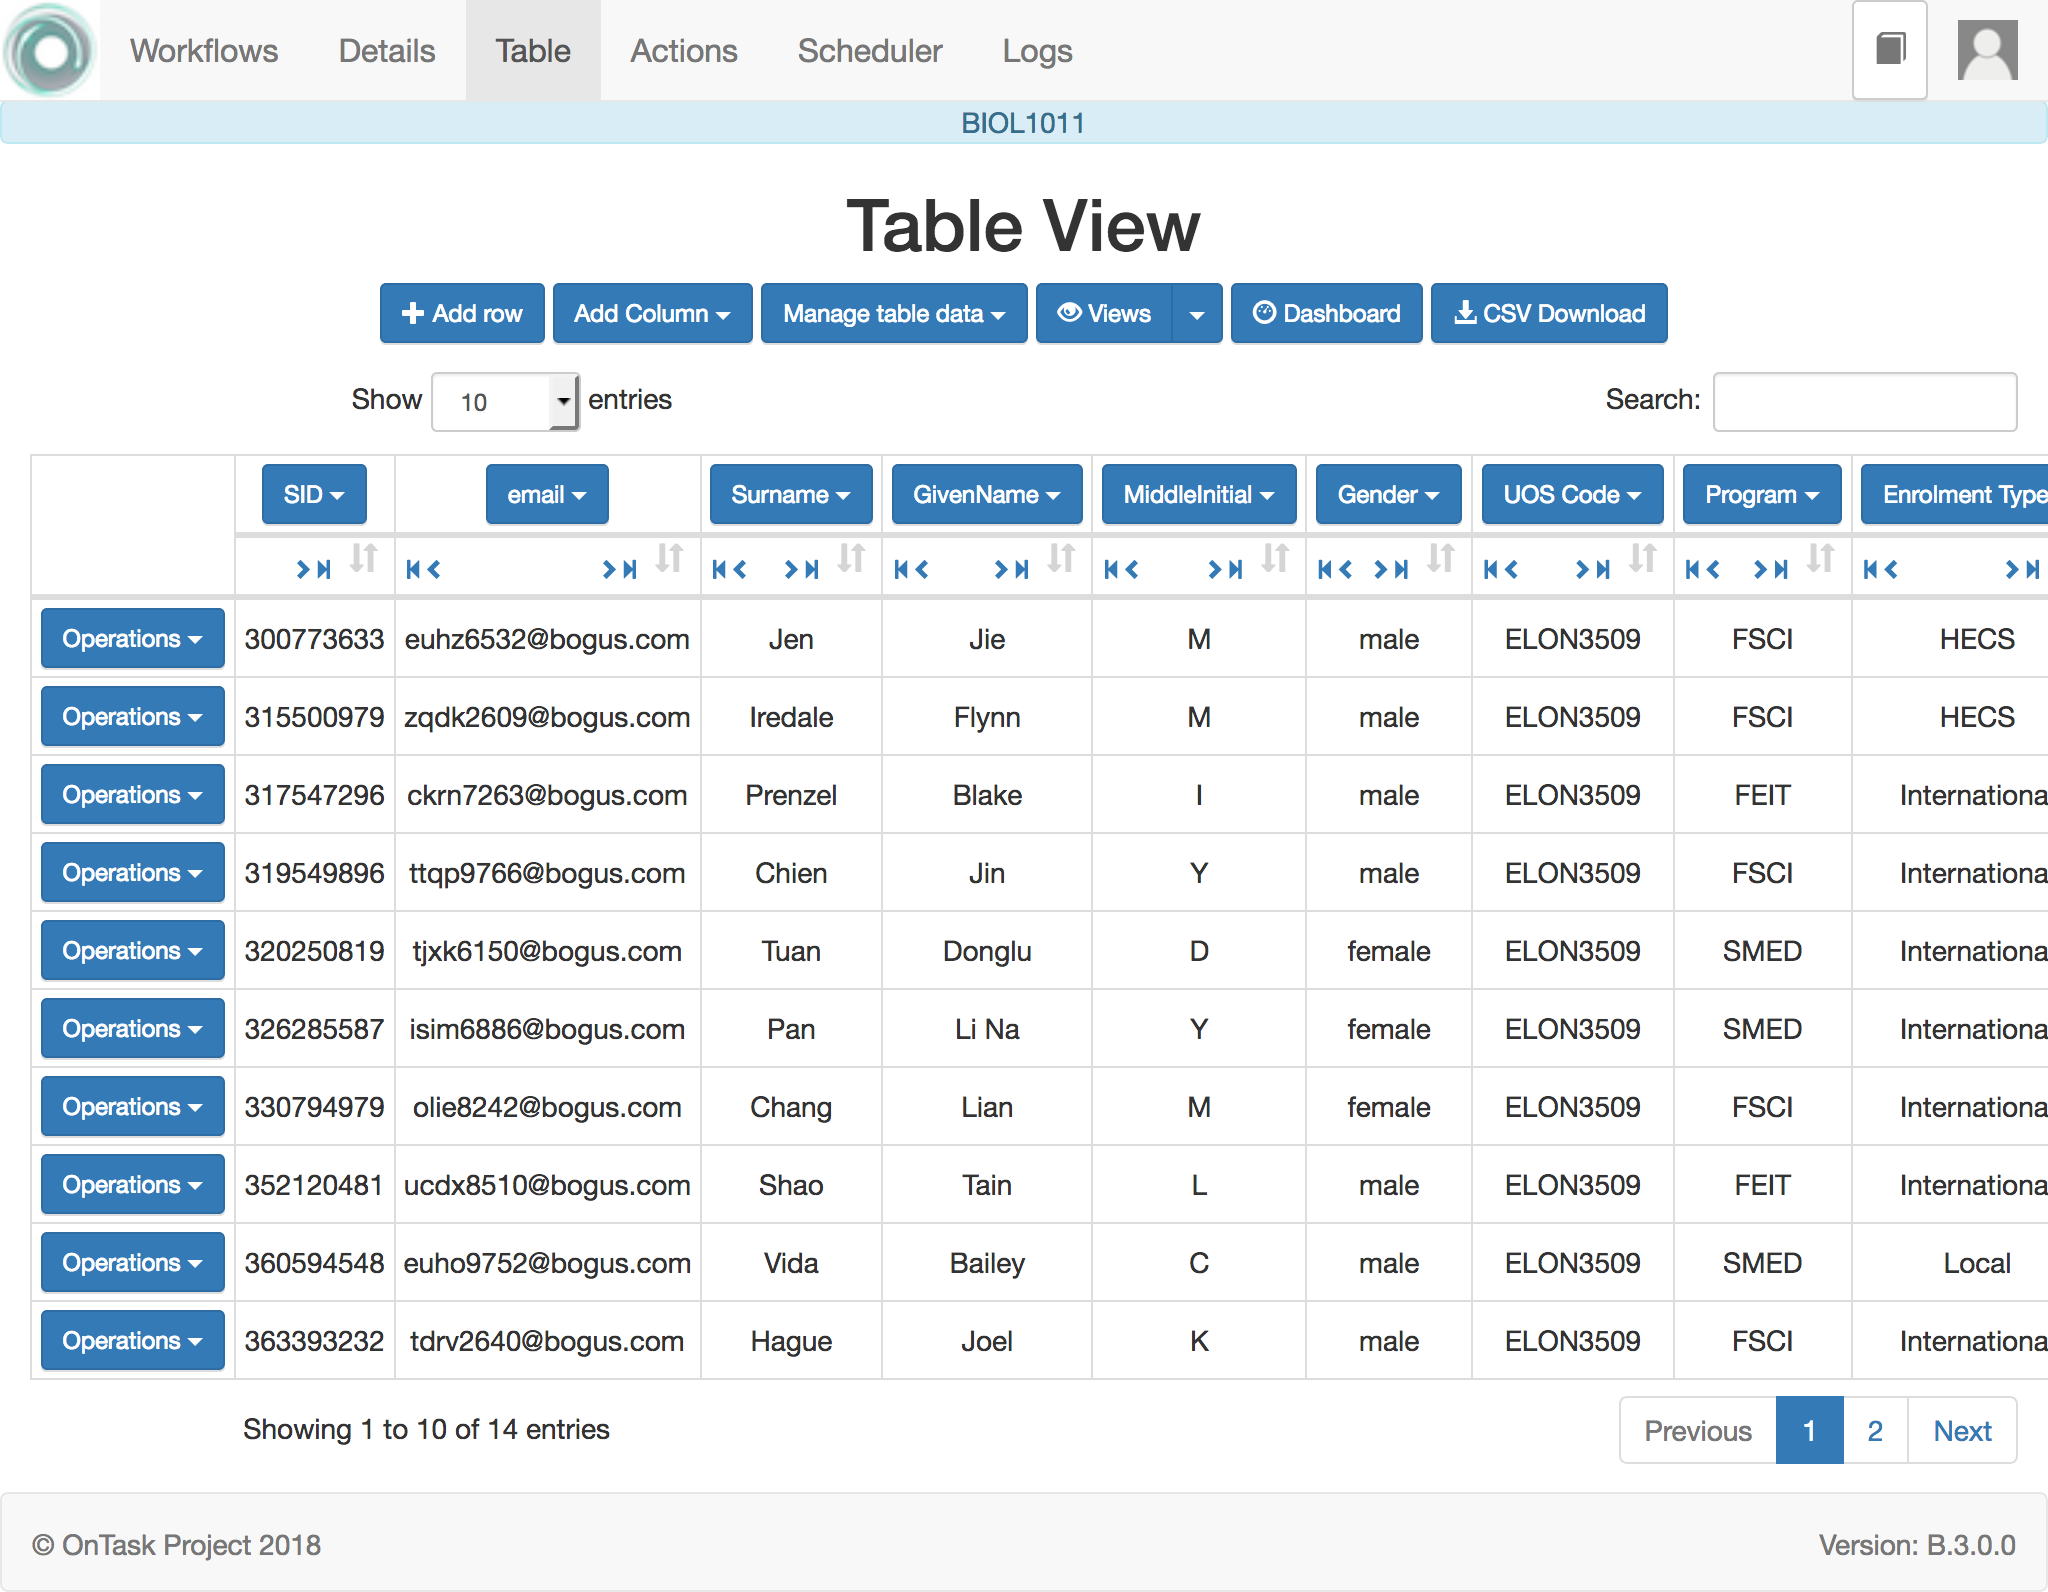 Workflows Details Table Actions Scheduler Logs
BIOL1011
Table View
Add row Add Column Manage table data Views Dashboard CSV Download
Show 10 entries Search:
SID email Surname GivenName MiddleInitial Gender UOS Code Program Enrolment Type
Operations 300773633 euhz6532@bogus.com Jen Jie M male ELON3509 FSCI HECS
Operations 315500979 zqdk2609@bogus.com Iredale Flynn M male ELON3509 FSCI HECS
Operations 317547296 ckrn7263@bogus.com Prenzel Blake I male ELON3509 FEIT Internationa
Operations 319549896 ttqp9766@bogus.com Chien Jin Y male ELON3509 FSCI Internationa
Operations 320250819 tjxk6150@bogus.com Tuan Donglu D female ELON3509 SMED Internationa
Operations 326285587 isim6886@bogus.com Pan Li Na Y female ELON3509 SMED Internationa
Operations 330794979 olie8242@bogus.com Chang Lian M female ELON3509 FSCI Internationa
Operations 352120481 ucdx8510@bogus.com Shao Tain L male ELON3509 FEIT Internationa
Operations 360594548 euho9752@bogus.com Vida Bailey C male ELON3509 SMED Local
Operations 363393232 tdrv2640@bogus.com Hague Joel K male ELON3509 FSCI Internationa
Showing 1 to 10 of 14 entries Previous 1 2 Next
© OnTask Project 2018 Version: B.3.0.0